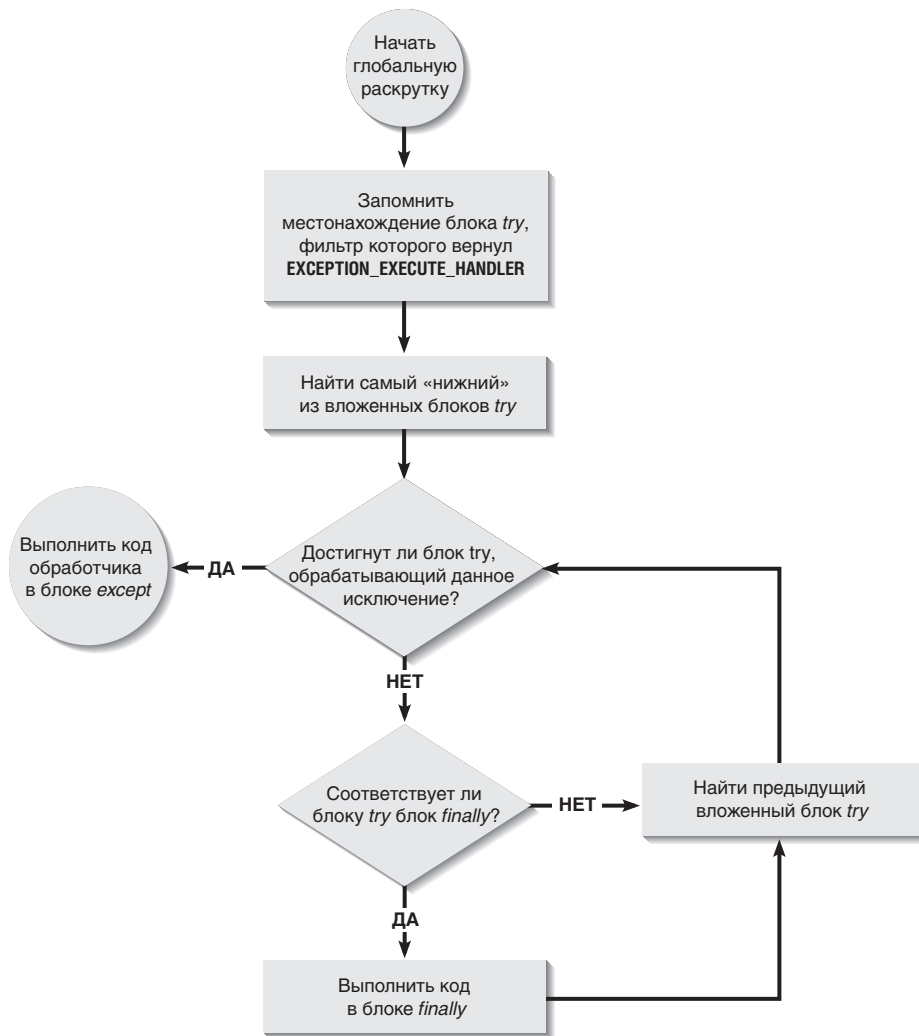 Начать
глобальную
раскрутку
Запомнить
местонахождение блока try,
фильтр которого вернул
EXCEPTION_EXECUTE_HANDLER
Найти самый «нижний»
из вложенных блоков try
Достигнут ли блок try,
обрабатывающий данное
исключение?
ДА
Выполнить код
обработчика
в блоке except
НЕТ
Соответствует ли
блоку try блок finally?
НЕТ
Найти предыдущий
вложенный блок try
ДА
Выполнить код
в блоке finally